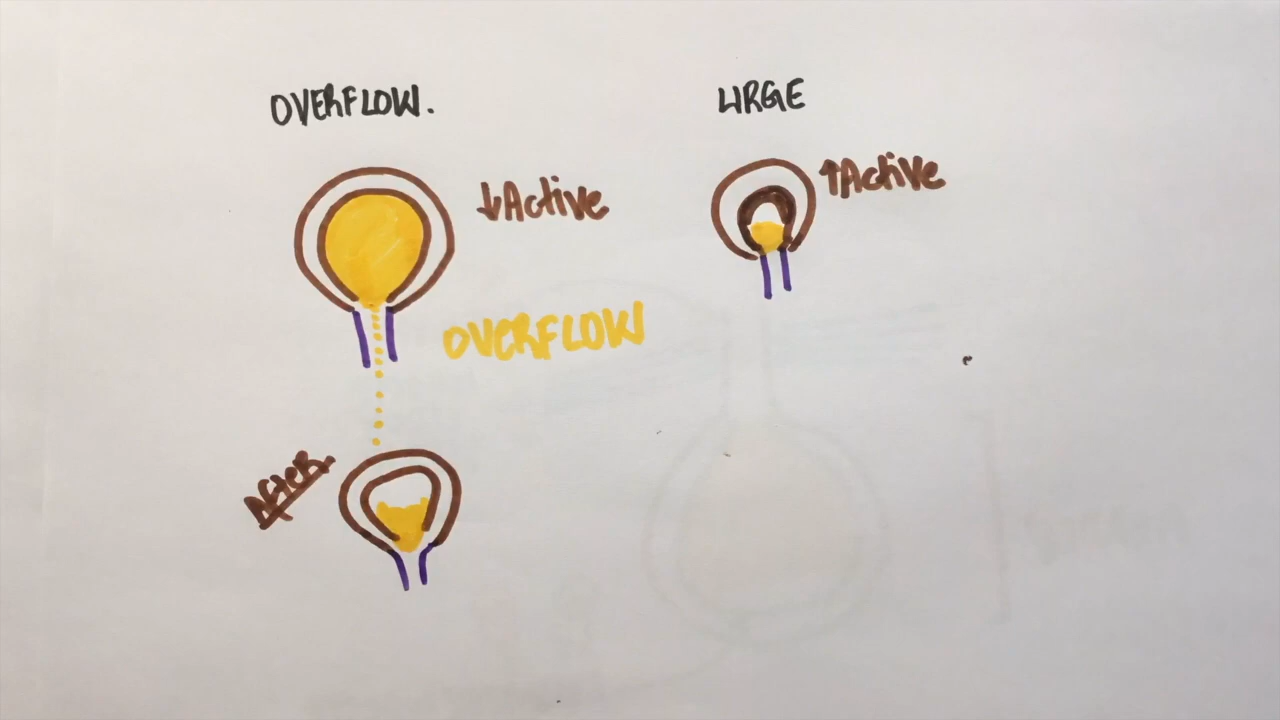 OVERFLOW.
URGE
↓Active
↑Active
OVERFLOW
After